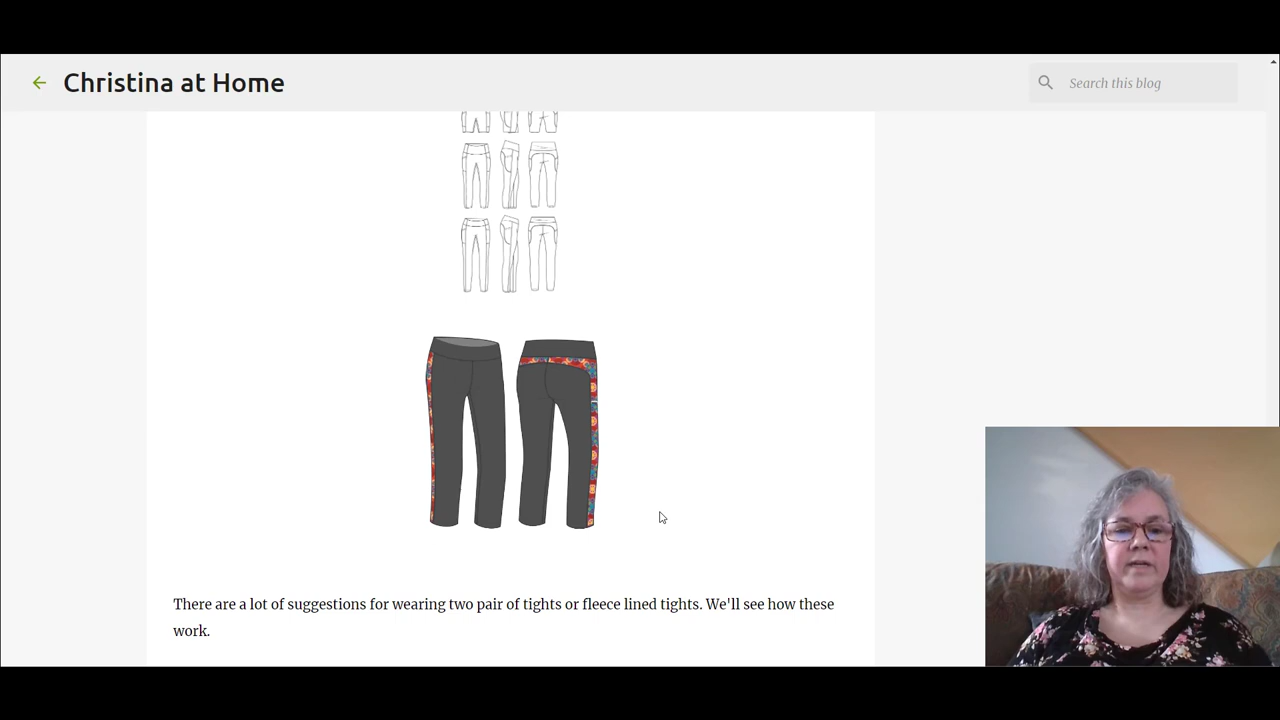 Christina at Home
Search this blog
There are a lot of suggestions for wearing two pair of tights or fleece lined tights. We'll see how these
work.